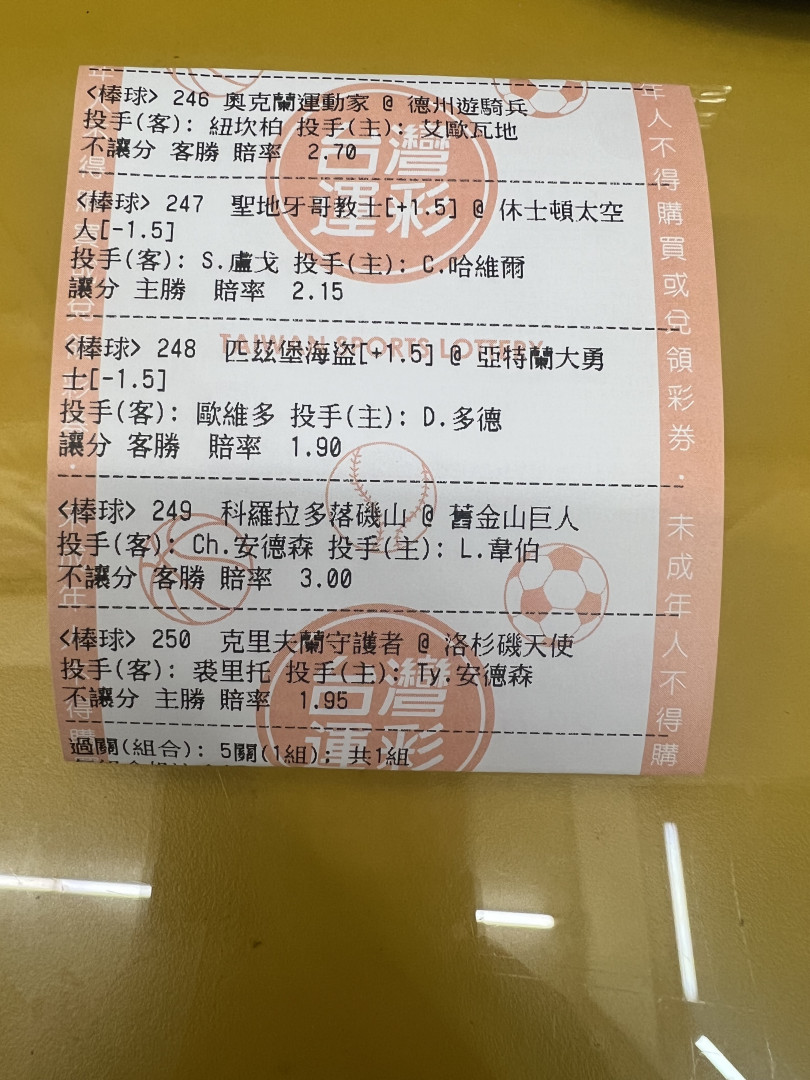 <棒球> 246 奧克蘭運動家 @ 德州遊騎兵
投手(客): 紐坎柏 投手(主): 艾歐瓦地
不讓分 客勝 賠率 2.70
<棒球> 247 聖地牙哥教士[+1.5] @ 休士頓太空
人[-1.5]
投手(客): S.盧戈 投手(主): C.哈維爾
讓分 主勝 賠率 2.15
TAIWAN SPORTS LOTTERY
<棒球> 248 匹茲堡海盜[+1.5] @ 亞特蘭大勇
士[-1.5]
投手(客): 歐維多 投手(主): D.多德
讓分 客勝 賠率 1.90
<棒球> 249 科羅拉多落磯山 @ 舊金山巨人
投手(客): Ch.安德森 投手(主): L.韋伯
不讓分 客勝 賠率 3.00
<棒球> 250 克里夫蘭守護者 @ 洛杉磯天使
投手(客): 裘里托 投手(主): Ty.安德森
不讓分 主勝 賠率 1.95
過關(組合): 5關(1組); 共1組
台灣
運彩
台灣
運彩
年人不得購買或兌領彩券·未成年人不得購